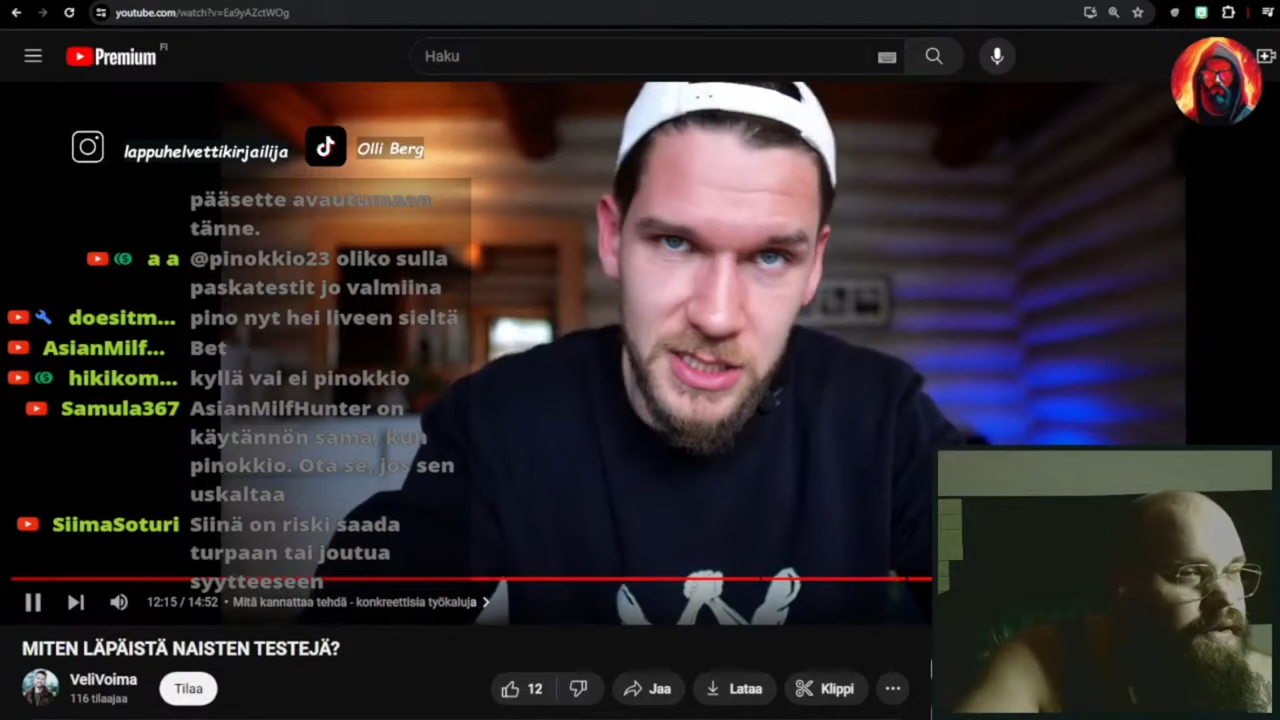 youtube.com/watch?v=Ea9yAZctWOg
Premium FI
Haku
lappuhelvettikirjailija
Olli Berg
pääsette avautumaan
tänne.
a a @pinokkio23 oliko sulla
paskatestit jo valmiina
doesitm... pino nyt hei liveen sieltä
AsianMilf... Bet
hikikom... kyllä vai ei pinokkio
Samula367 AsianMilfHunter on
käytännön sama, kun
pinokkio. Ota se, jos sen
uskaltaa
SiimaSoturi Siinä on riski saada
turpaan tai joutua
syytteeseen
12:15 / 14:52 • Mitä kannattaa tehdä - konkreettisia työkaluja
MITEN LÄPÄISTÄ NAISTEN TESTEJÄ?
VeliVoima
116 tilaajaa
Tilaa
12
Jaa
Lataa
Klippi